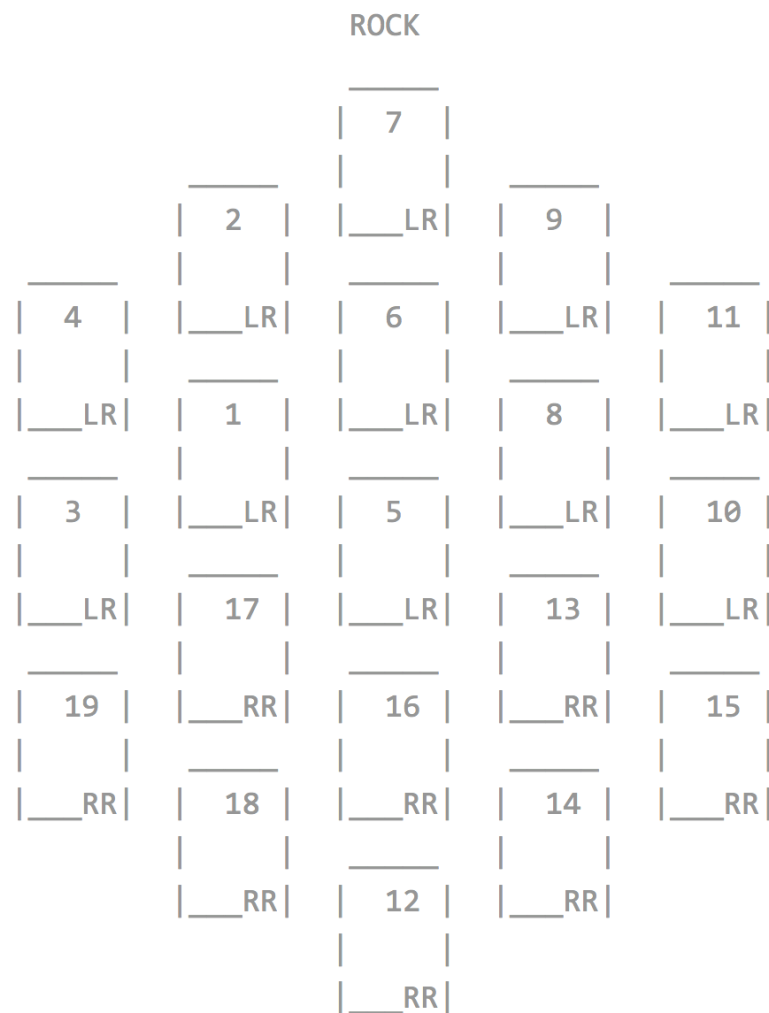 ROCK
7
2 LR 9
4 LR 6 LR 11
LR 1 LR 8 LR
3 LR 5 LR 10
LR 17 LR 13 LR
19 RR 16 RR 15
RR 18 RR 14 RR
RR 12 RR
RR